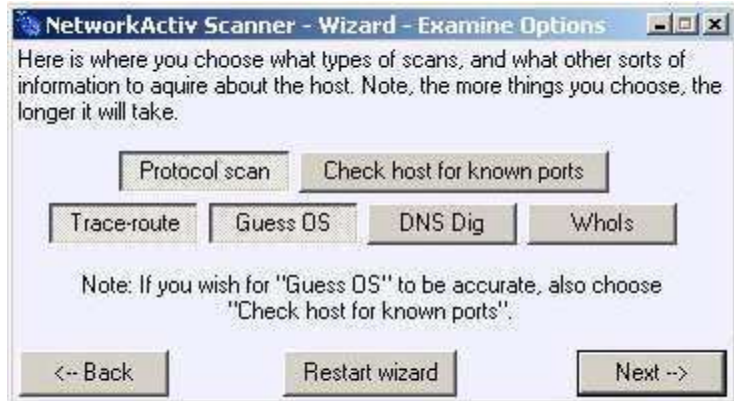 NetworkActiv Scanner - Wizard - Examine Options
Here is where you choose what types of scans, and what other sorts of
information to aquire about the host. Note, the more things you choose, the
longer it will take.
Protocol scan
Check host for known ports
Trace-route
Guess OS
DNS Dig
WhoIs
Note: If you wish for "Guess OS" to be accurate, also choose
"Check host for known ports".
<-- Back
Restart wizard
Next -->